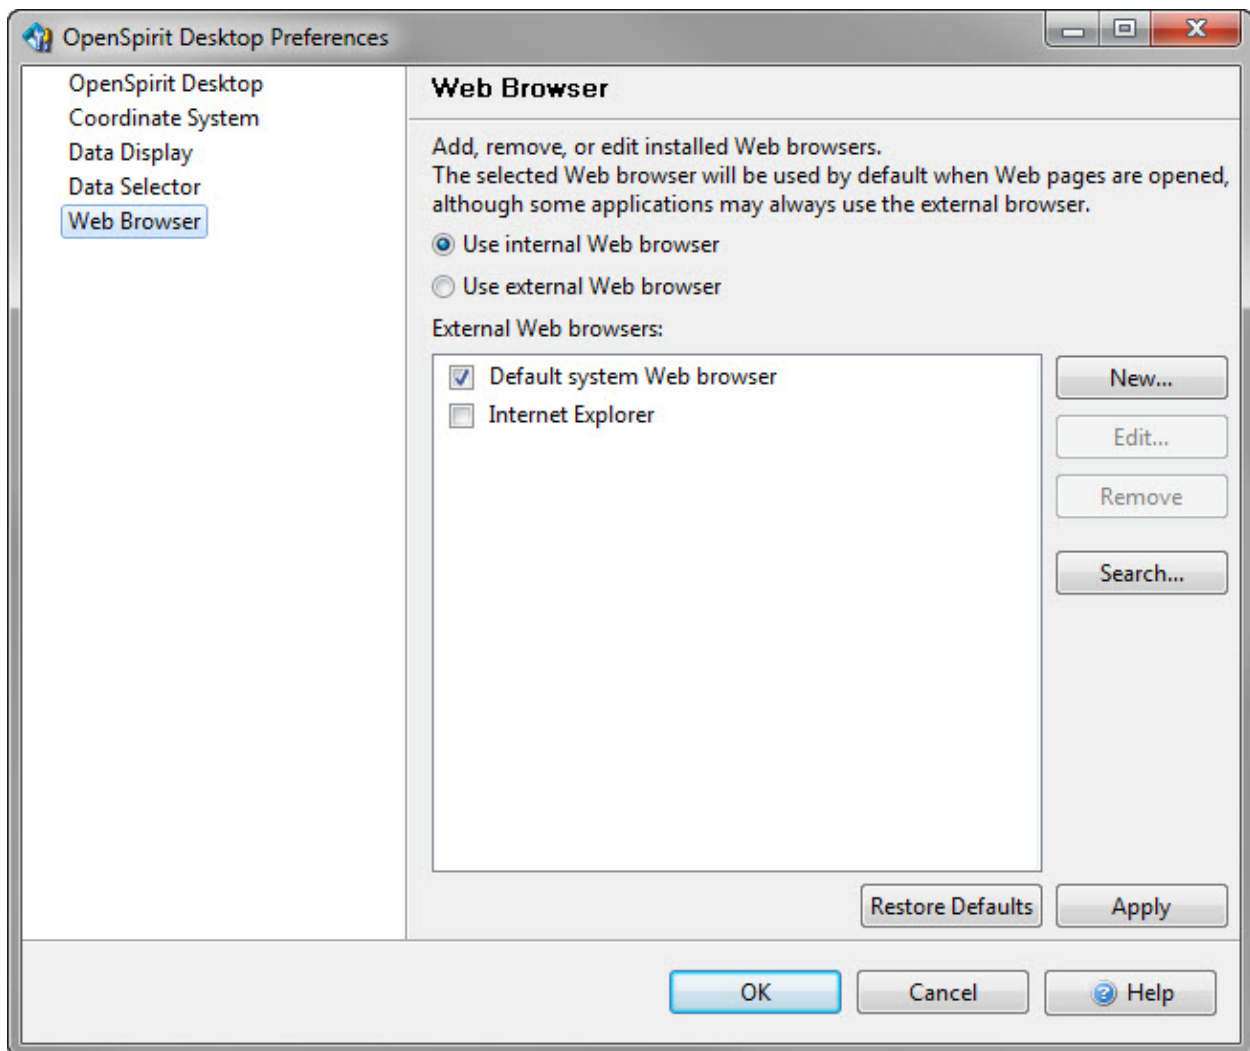 OpenSpirit Desktop Preferences
OpenSpirit Desktop
Coordinate System
Data Display
Data Selector
Web Browser
Web Browser
Add, remove, or edit installed Web browsers.
The selected Web browser will be used by default when Web pages are opened,
although some applications may always use the external browser.
Use internal Web browser
Use external Web browser
External Web browsers:
Default system Web browser
Internet Explorer
New...
Edit...
Remove
Search...
Restore Defaults
Apply
OK
Cancel
Help